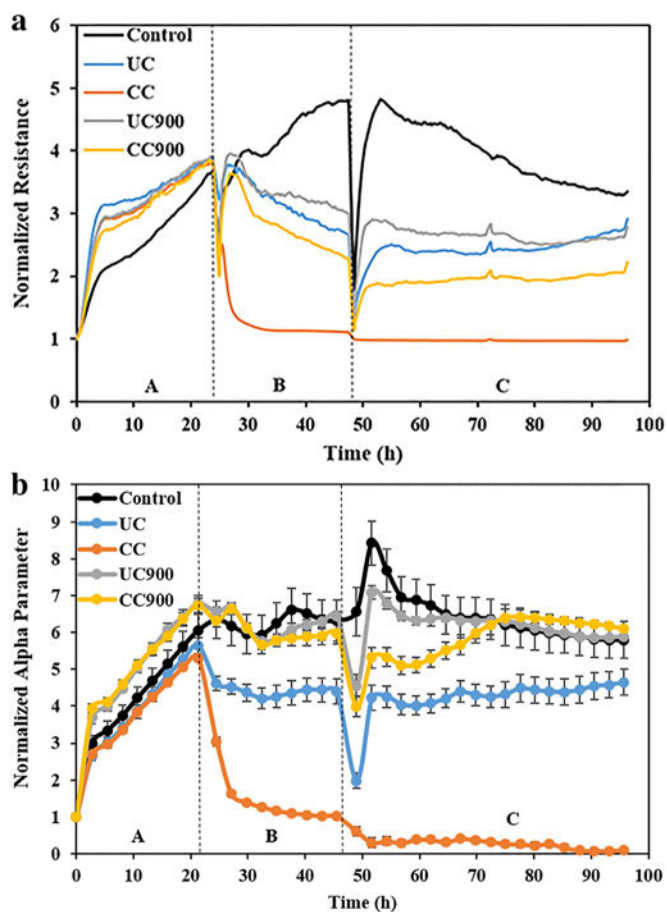 a
6
5
4
3
2
1
0
Normalized Resistance
Control
UC
CC
UC900
CC900
A B C
0 10 20 30 40 50 60 70 80 90 100
Time (h)
b
10
9
8
7
6
5
4
3
2
1
0
Normalized Alpha Parameter
Control
UC
CC
UC900
CC900
A B C
0 10 20 30 40 50 60 70 80 90 100
Time (h)